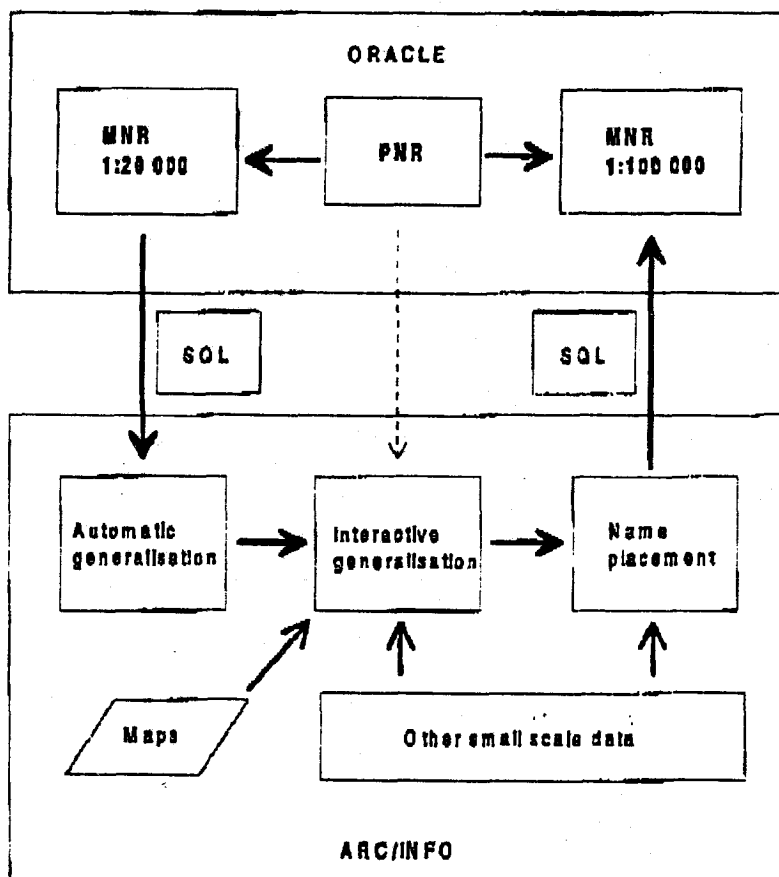 ORACLE
MNR
1:20 000
PNR
MNR
1:100 000
SQL
SQL
Automatic
generalisation
Interactive
generalisation
Name
placement
Maps
Other small scale data
ARC/INFO